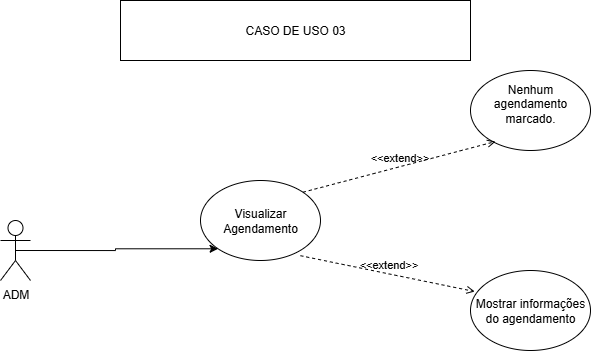 CASO DE USO 03
Nenhum
agendamento
marcado.
<<extend>>
Visualizar
Agendamento
<<extend>>
ADM
Mostrar informações
do agendamento